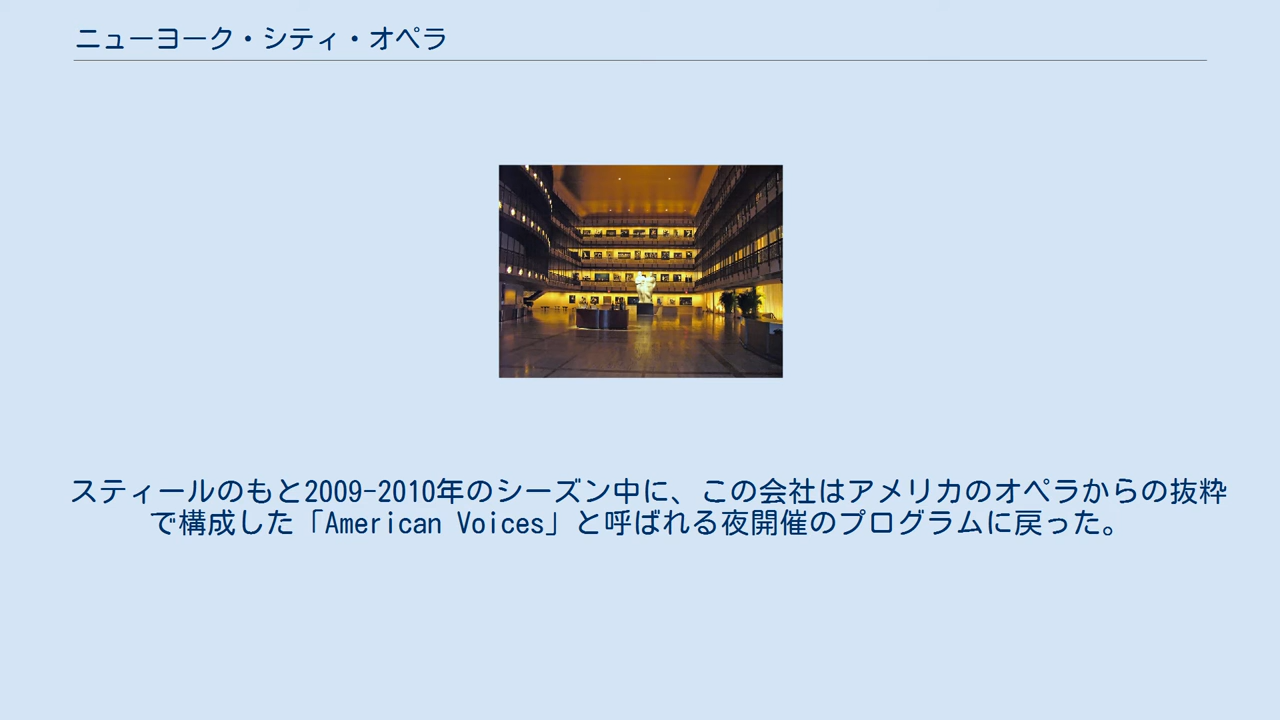 ニューヨーク・シティ・オペラ
スティールのもと2009-2010年のシーズン中に、この会社はアメリカのオペラからの抜粋
で構成した「American Voices」と呼ばれる夜開催のプログラムに戻った。